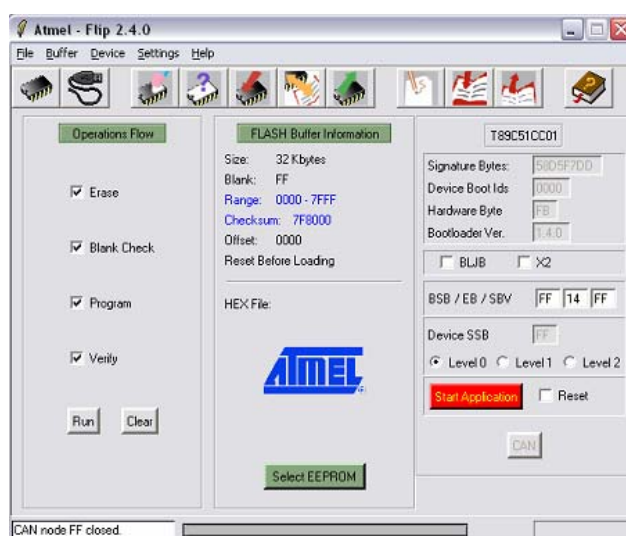 Atmel - Flip 2.4.0
File Buffer Device Settings Help
Operations Flow
Erase
Blank Check
Program
Verify
Run Clear
FLASH Buffer Information
Size: 32 Kbytes
Blank: FF
Range: 0000 - 7FFF
Checksum: 7F8000
Offset: 0000
Reset Before Loading
HEX File:
ATMEL
Select EEPROM
T89C51CC01
Signature Bytes: 58D5F7DD
Device Boot Ids 0000
Hardware Byte FB
Bootloader Ver. 1.4.0
BLJB X2
BSB / EB / SBV FF 14 FF
Device SSB FF
Level 0 Level 1 Level 2
Start Application Reset
CAN
CAN node FF closed.